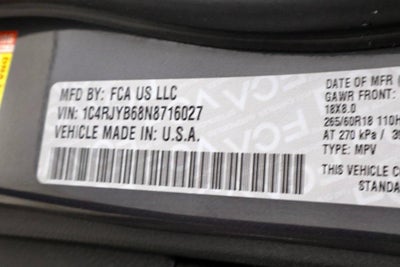 MFD BY: FCA US LLC
VIN: 1C4RJYB68N8716027
VEHICLE MADE IN: U.S.A.
DATE OF MFR
GAWR FRONT:
18X8.0
265/60R18 110H
AT 270 kPa /
TYPE: MPV
THIS VEHICLE CO
STANDA